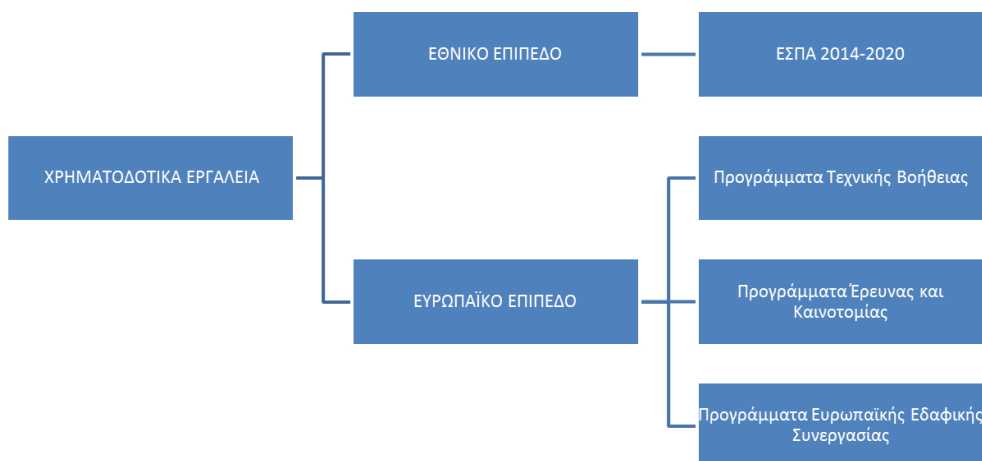 ΧΡΗΜΑΤΟΔΟΤΙΚΑ ΕΡΓΑΛΕΙΑ
ΕΘΝΙΚΟ ΕΠΙΠΕΔΟ
ΕΣΠΑ 2014-2020
ΕΥΡΩΠΑΪΚΟ ΕΠΙΠΕΔΟ
Προγράμματα Τεχνικής Βοήθειας
Προγράμματα Έρευνας και
Καινοτομίας
Προγράμματα Ευρωπαϊκής Εδαφικής
Συνεργασίας